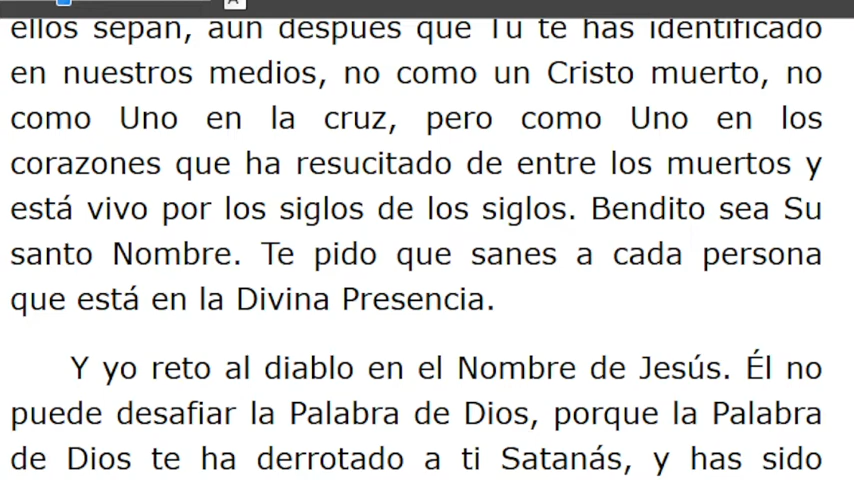 ellos sepan, aun después que Tú te has identificado
en nuestros medios, no como un Cristo muerto, no
como Uno en la cruz, pero como Uno en los
corazones que ha resucitado de entre los muertos y
está vivo por los siglos de los siglos. Bendito sea Su
santo Nombre. Te pido que sanes a cada persona
que está en la Divina Presencia.
Y yo reto al diablo en el Nombre de Jesús. Él no
puede desafiar la Palabra de Dios, porque la Palabra
de Dios te ha derrotado a ti Satanás, y has sido